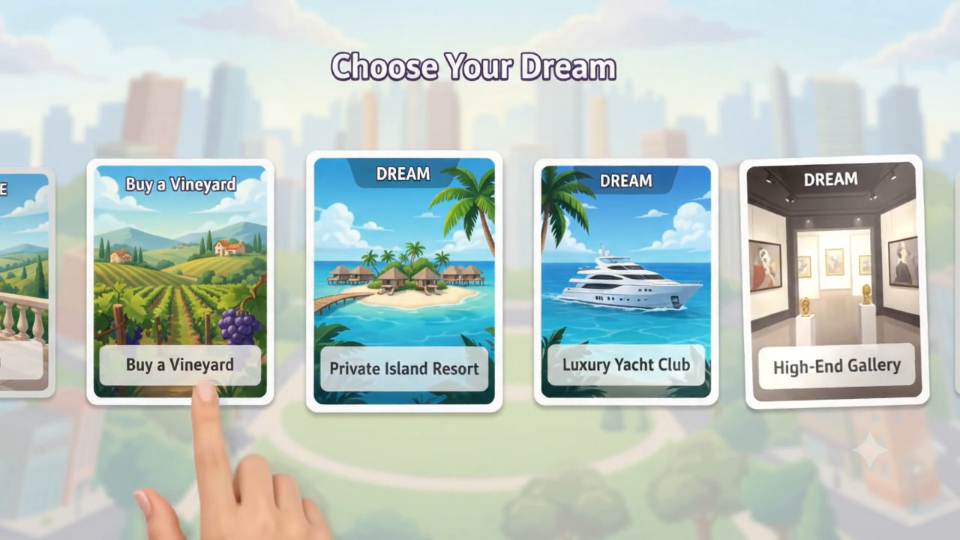 Choose Your Dream
Buy a Vineyard
Buy a Vineyard
DREAM
Private Island Resort
DREAM
Luxury Yacht Club
DREAM
High-End Gallery